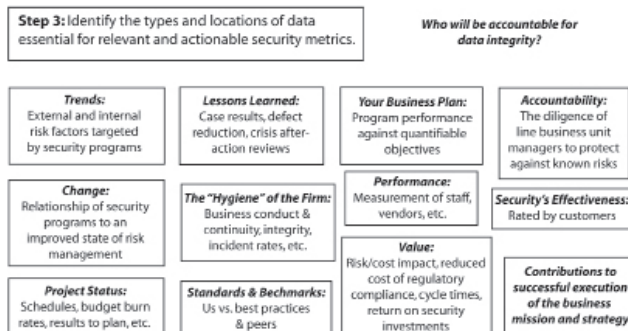 Step 3: Identify the types and locations of data
essential for relevant and actionable security metrics.
Who will be accountable for
data integrity?
Trends:
External and internal
risk factors targeted
by security programs
Lessons Learned:
Case results, defect
reduction, crisis after-
action reviews
Your Business Plan:
Program performance
against quantifiable
objectives
Accountability:
The diligence of
line business unit
managers to protect
against known risks
Change:
Relationship of security
programs to an
improved state of risk
management
The "Hygiene" of the Firm:
Business conduct &
continuity, integrity,
incident rates, etc.
Performance:
Measurement of staff,
vendors, etc.
Security's Effectiveness:
Rated by customers
Project Status:
Schedules, budget burn
rates, results to plan, etc.
Standards & Bechmarks:
Us vs. best practices
& peers
Value:
Risk/cost impact, reduced
cost of regulatory
compliance, cycle times,
return on security
investments
Contributions to
successful execution
of the business
mission and strategy